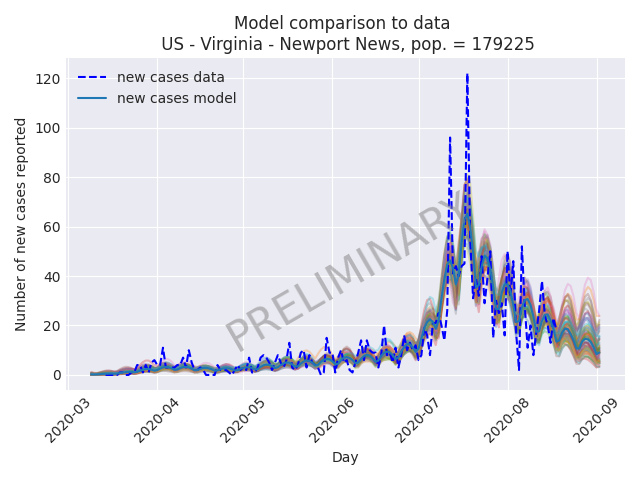 Model comparison to data
US - Virginia - Newport News, pop. = 179225
new cases data
new cases model
PRELIMINARY
Number of new cases reported
120
100
80
60
40
20
0
2020-03
2020-04
2020-05
2020-06
2020-07
2020-08
2020-09
Day